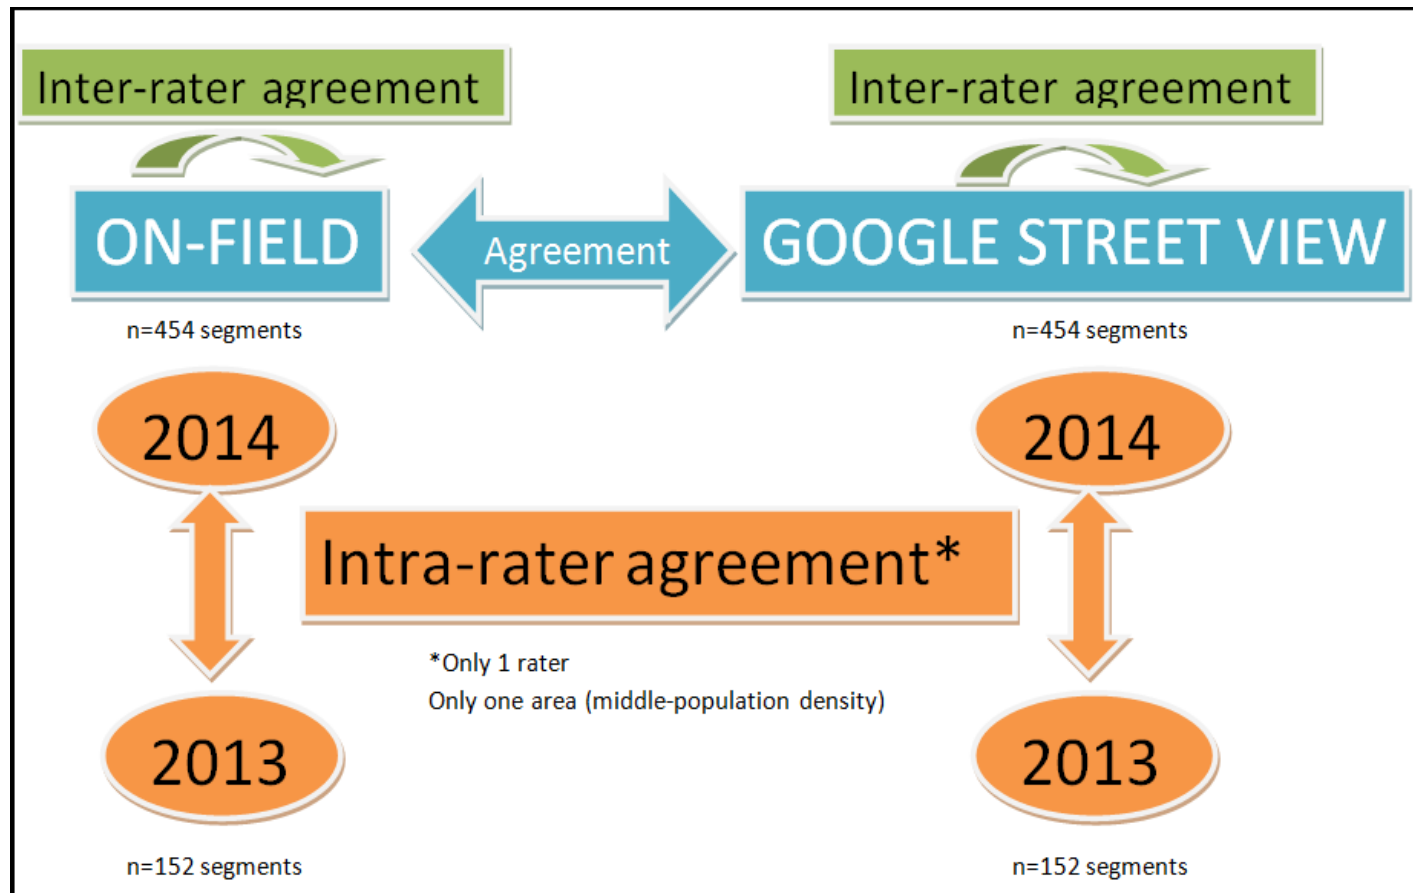 Inter-rater agreement
Inter-rater agreement
ON-FIELD
Agreement
GOOGLE STREET VIEW
n=454 segments
n=454 segments
2014
2014
Intra-rater agreement*
*Only 1 rater
Only one area (middle-population density)
2013
2013
n=152 segments
n=152 segments